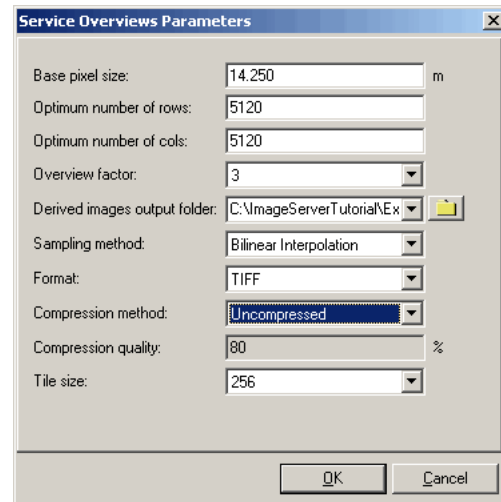 Service Overviews Parameters
Base pixel size: 14.250 m
Optimum number of rows: 5120
Optimum number of cols: 5120
Overview factor: 3
Derived images output folder: C:\ImageServerTutorial\Ex
Sampling method: Bilinear Interpolation
Format: TIFF
Compression method: Uncompressed
Compression quality: 80 %
Tile size: 256
OK Cancel